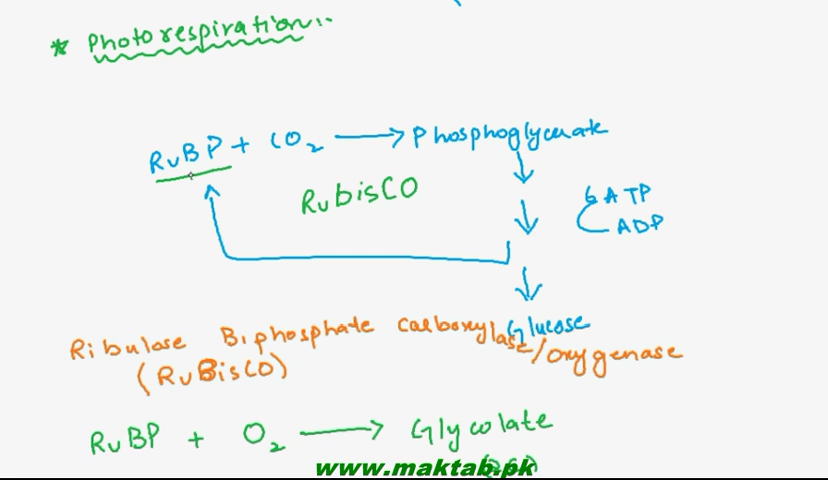 * Photorespiration:.
RuBP + CO2 → Phosphoglycerate
RubisCO
ATP
ADP
Glucose
Ribulose Biphosphate Carboxylase/oxygenase
(RuBisCO)
RuBP + O2 → Glycolate
www.maktab.pk